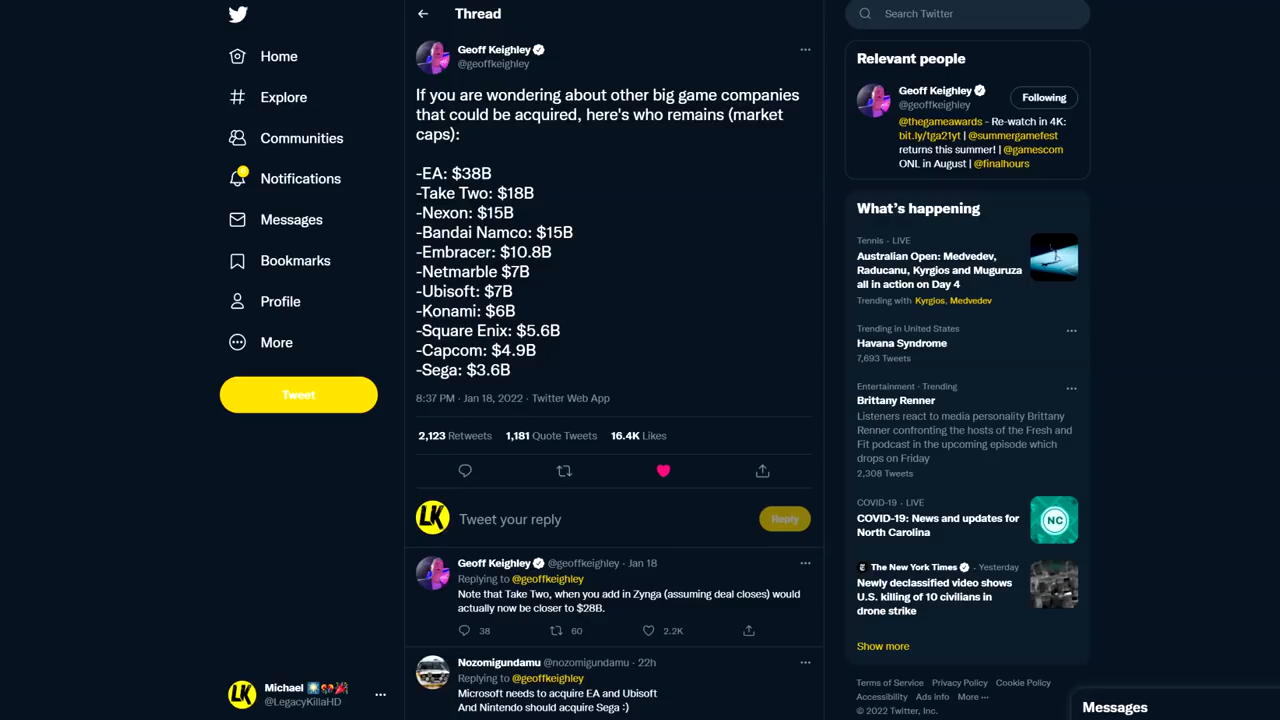 Home
Explore
Communities
6
Notifications
Messages
Bookmarks
Profile
More
Tweet
LK
Michael
@LegacyKillaHD
Thread
Geoff Keighley
@geoffkeighley
If you are wondering about other big game companies
that could be acquired, here's who remains (market
caps):
-EA: $38B
-Take Two: $18B
-Nexon: $15B
-Bandai Namco: $15B
-Embracer: $10.8B
-Netmarble $7B
-Ubisoft: $7B
-Konami: $6B
-Square Enix: $5.6B
-Capcom: $4.9B
-Sega: $3.6B
8:37 PM · Jan 18, 2022 · Twitter Web App
2,123 Retweets 1,181 Quote Tweets 16.4K Likes
LK
Tweet your reply
Reply
Geoff Keighley @geoffkeighley · Jan 18
Replying to @geoffkeighley
Note that Take Two, when you add in Zynga (assuming deal closes) would
actually now be closer to $28B.
38 60 2.2K
Nozomigundamu @nozomigundamu · 22h
Replying to @geoffkeighley
Microsoft needs to acquire EA and Ubisoft
And Nintendo should acquire Sega :)
Search Twitter
Relevant people
Geoff Keighley
@geoffkeighley
Following
@thegameawards - Re-watch in 4K:
bit.ly/tga21yt | @summergamefest
returns this summer! | @gamescom
ONL in August | @finalhours
What's happening
Tennis · LIVE
Australian Open: Medvedev,
Raducanu, Kyrgios and Muguruza
all in action on Day 4
Trending with Kyrgios, Medvedev
Trending in United States
Havana Syndrome
7,693 Tweets
Entertainment · Trending
Brittany Renner
Listeners react to media personality Brittany
Renner confronting the hosts of the Fresh and
Fit podcast in the upcoming episode which
drops on Friday
2,308 Tweets
COVID-19 · LIVE
COVID-19: News and updates for
North Carolina
NC
The New York Times · Yesterday
Newly declassified video shows
U.S. killing of 10 civilians in
drone strike
Show more
Terms of Service Privacy Policy Cookie Policy
Accessibility Ads info More ···
© 2022 Twitter, Inc.
Messages